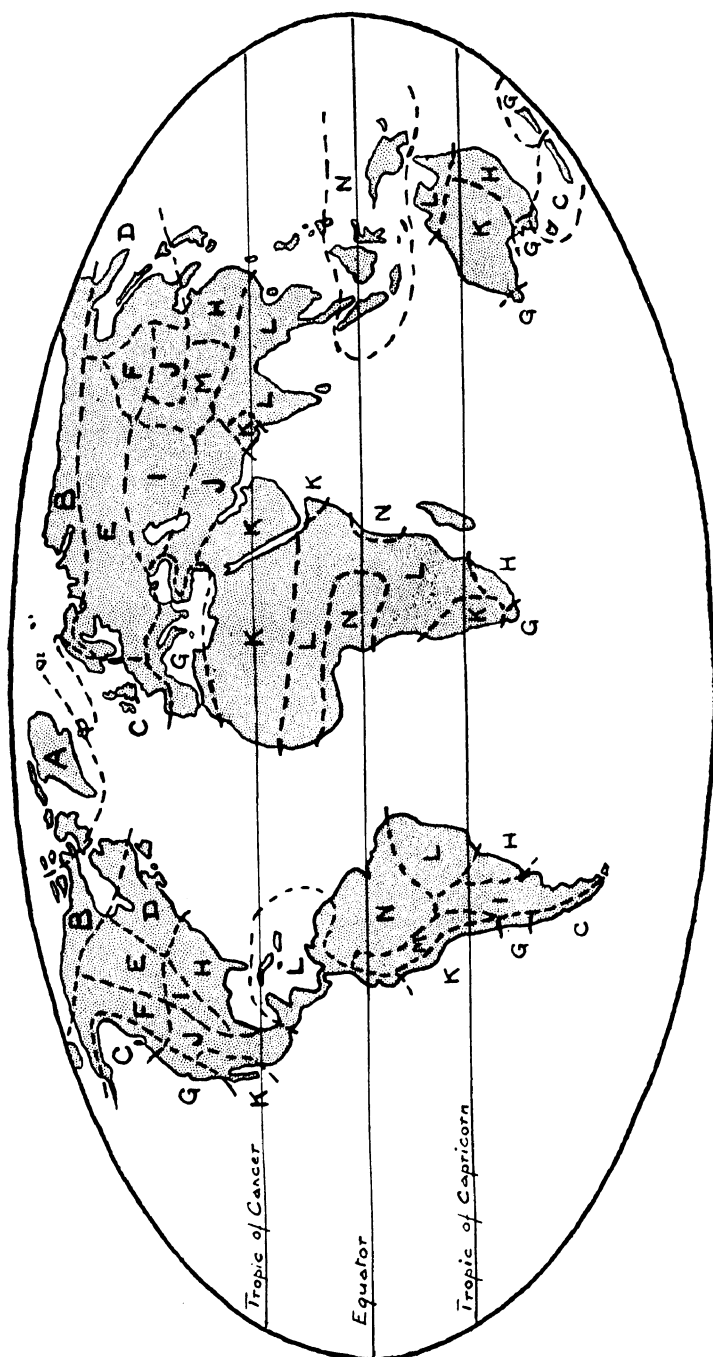 A
B B
C F E D C E F D
G I G I J
J H J M H
Tropic of Cancer K K K K L L
L L K
Equator N N N N
K M L L L
Tropic of Capricorn K K H
I H H G
G G G G
C C